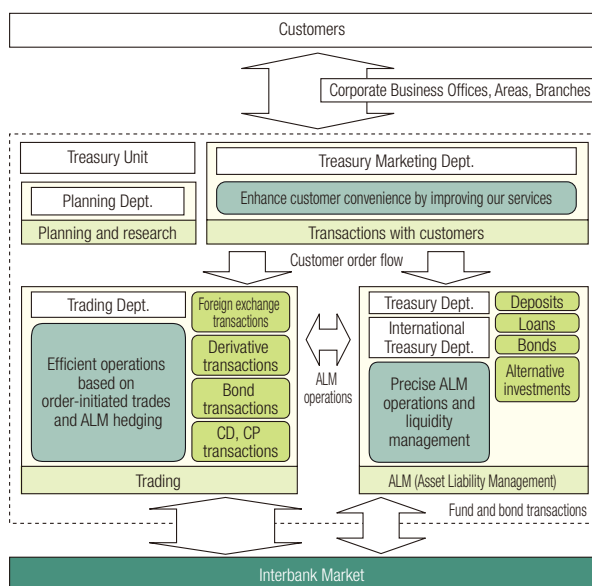 Customers
Corporate Business Offices, Areas, Branches
Treasury Unit
Planning Dept.
Planning and research
Treasury Marketing Dept.
Enhance customer convenience by improving our services
Transactions with customers
Customer order flow
Trading Dept.
Efficient operations
based on
order-initiated trades
and ALM hedging
Foreign exchange
transactions
Derivative
transactions
Bond
transactions
CD, CP
transactions
Trading
ALM
operations
Treasury Dept.
International
Treasury Dept.
Precise ALM
operations and
liquidity
management
Deposits
Loans
Bonds
Alternative
investments
ALM (Asset Liability Management)
Fund and bond transactions
Interbank Market